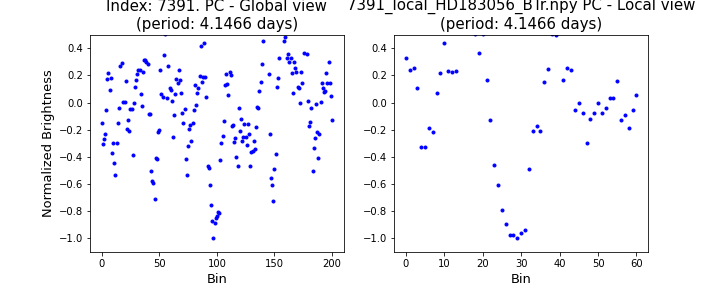 Index: 7391. PC - Global view
(period: 4.1466 days)
7391_local_HD183056_BTr.npy PC - Local view
(period: 4.1466 days)
Normalized Brightness
0.4
0.2
0.0
−0.2
−0.4
−0.6
−0.8
−1.0
0 50 100 150 200
Bin
0.4
0.2
0.0
−0.2
−0.4
−0.6
−0.8
−1.0
0 10 20 30 40 50 60
Bin